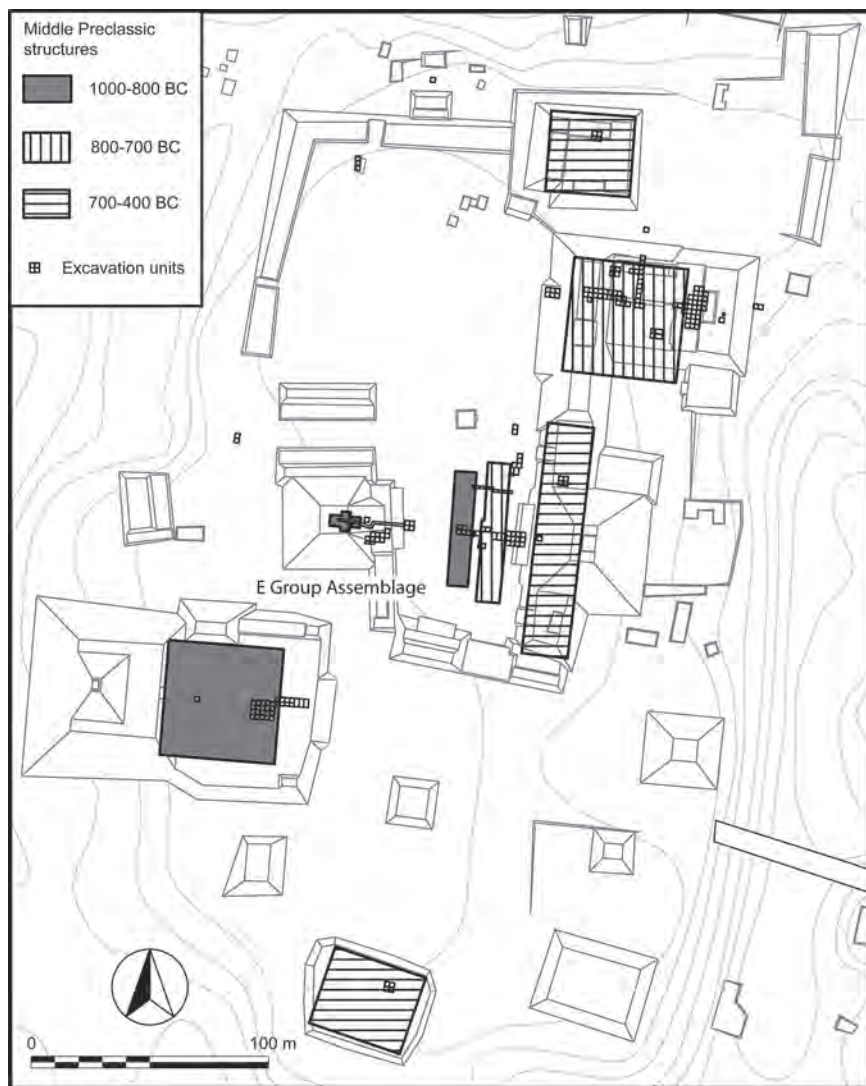 Middle Preclassic
structures
1000-800 BC
800-700 BC
700-400 BC
Excavation units
E Group Assemblage
0
100 m